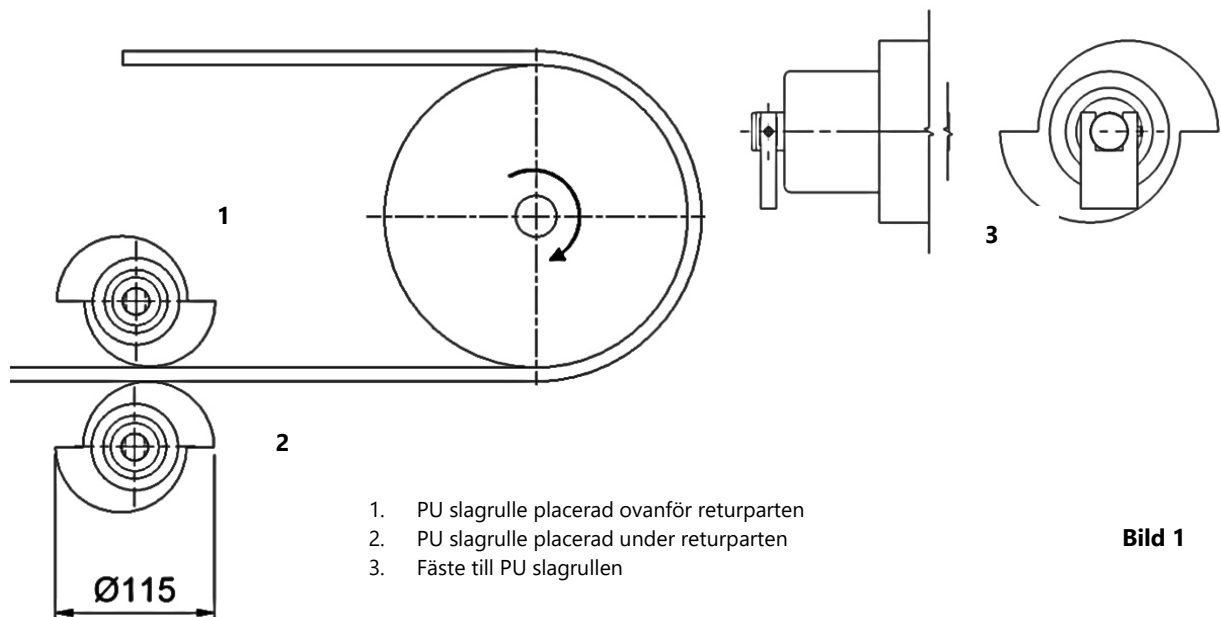 1
3
2
1. PU slagrulle placerad ovanför returparten
2. PU slagrulle placerad under returparten
3. Fäste till PU slagrullen
Bild 1
Ø115